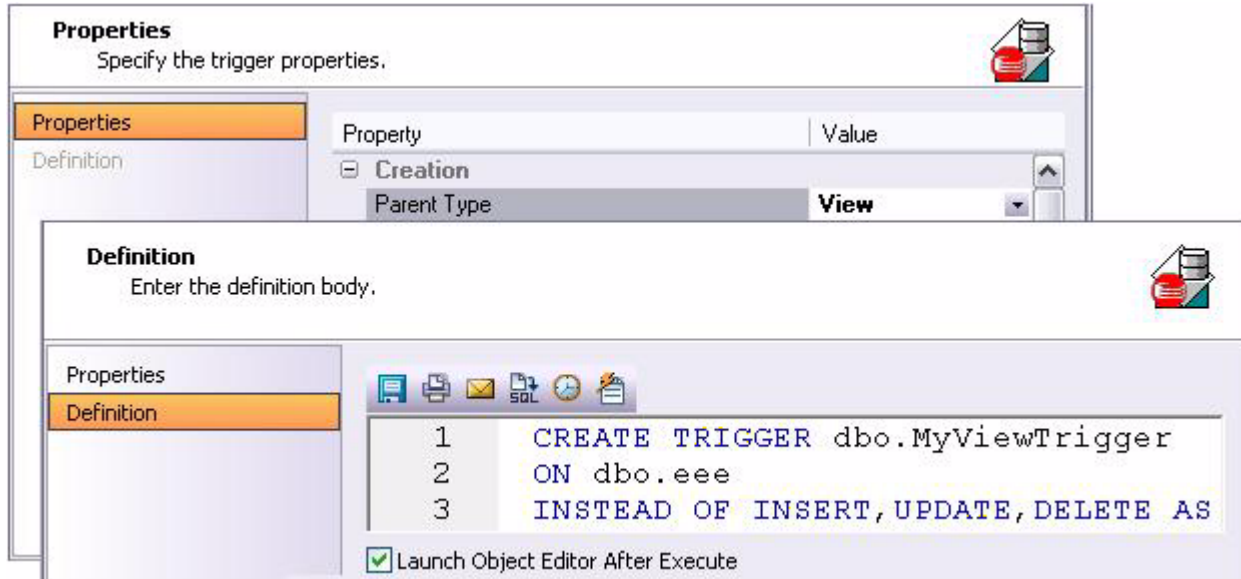 Properties
Specify the trigger properties.
Properties
Definition
Property Value
Creation
Parent Type View
Definition
Enter the definition body.
Properties
Definition
SQL
1 CREATE TRIGGER dbo.MyViewTrigger
2 ON dbo.eee
3 INSTEAD OF INSERT,UPDATE,DELETE AS
Launch Object Editor After Execute